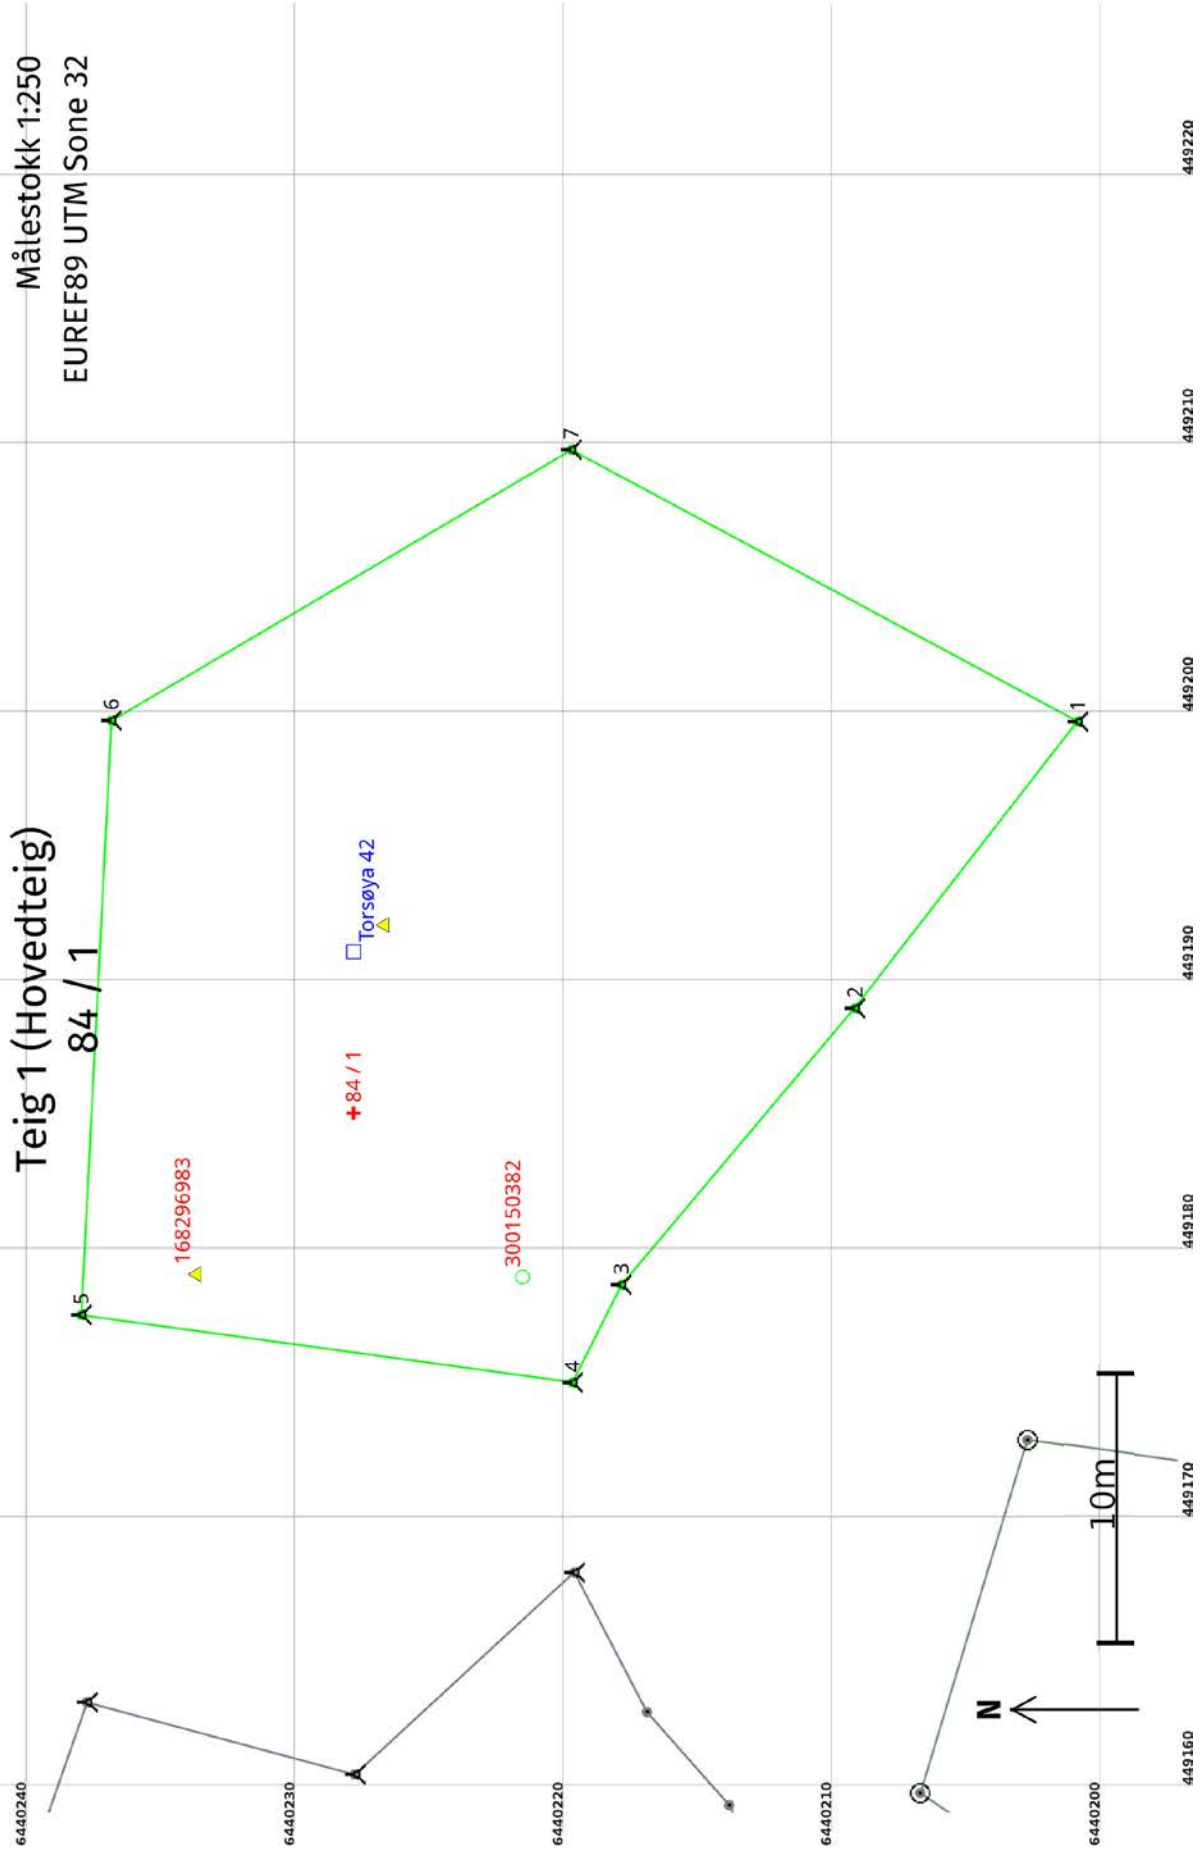 Målestokk 1:250
EUREF89 UTM Sone 32
Teig 1 (Hovedteig)
84 / 1
6440240
6440230
6440220
6440210
6440200
449160
449170
449180
449190
449200
449210
449220
5
6
7
1
2
3
4
168296983
84 / 1
Torsøya 42
300150382
N
10m